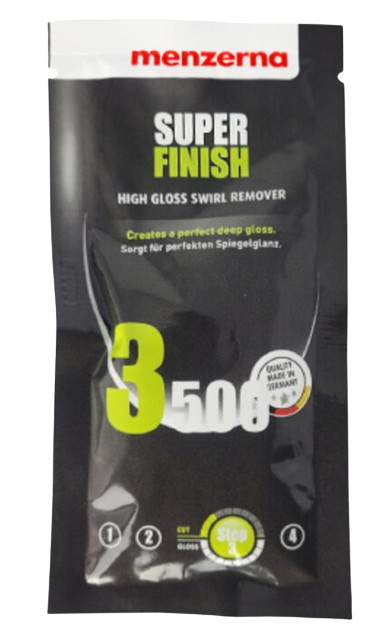 menzerna
SUPER
FINISH
HIGH GLOSS SWIRL REMOVER
Creates a perfect deep gloss.
Sorgt für perfekten Spiegelglanz.
3500
QUALITY
MADE IN
GERMANY
1 2 CUT GLOSS Step 3 4